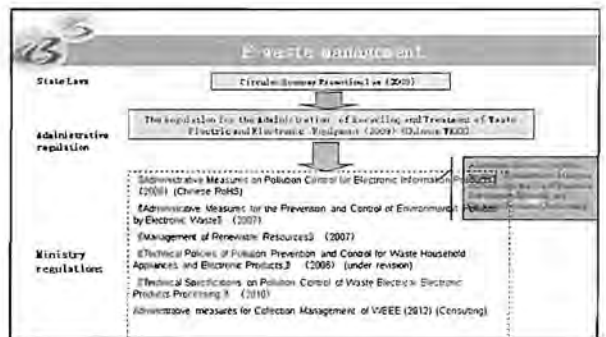 E-waste management
State Laws
Circular Economy Promotion Law (2009)
Administrative
regulation
The Regulation for the Administration of Recycling and Treatment of Waste
Electric and Electronic Equipment (2009) (Chinese WEEE)
Ministry
regulations
《Administrative Measures on Pollution Control for Electronic Information Products》
(2006) (Chinese RoHS)
《Administrative Measures for the Prevention and Control of Environmental Pollution
by Electronic Waste》 (2007)
《Management of Renewable Resources》 (2007)
《Technical Policies of Pollution Prevention and Control for Waste Household
Appliances and Electronic Products》 (2006) (under revision)
《Technical Specifications on Pollution Control of Waste Electrical Electronic
Products Processing》 (2010)
Administrative measures for Collection Management of WEEE (2012) (Consulting)